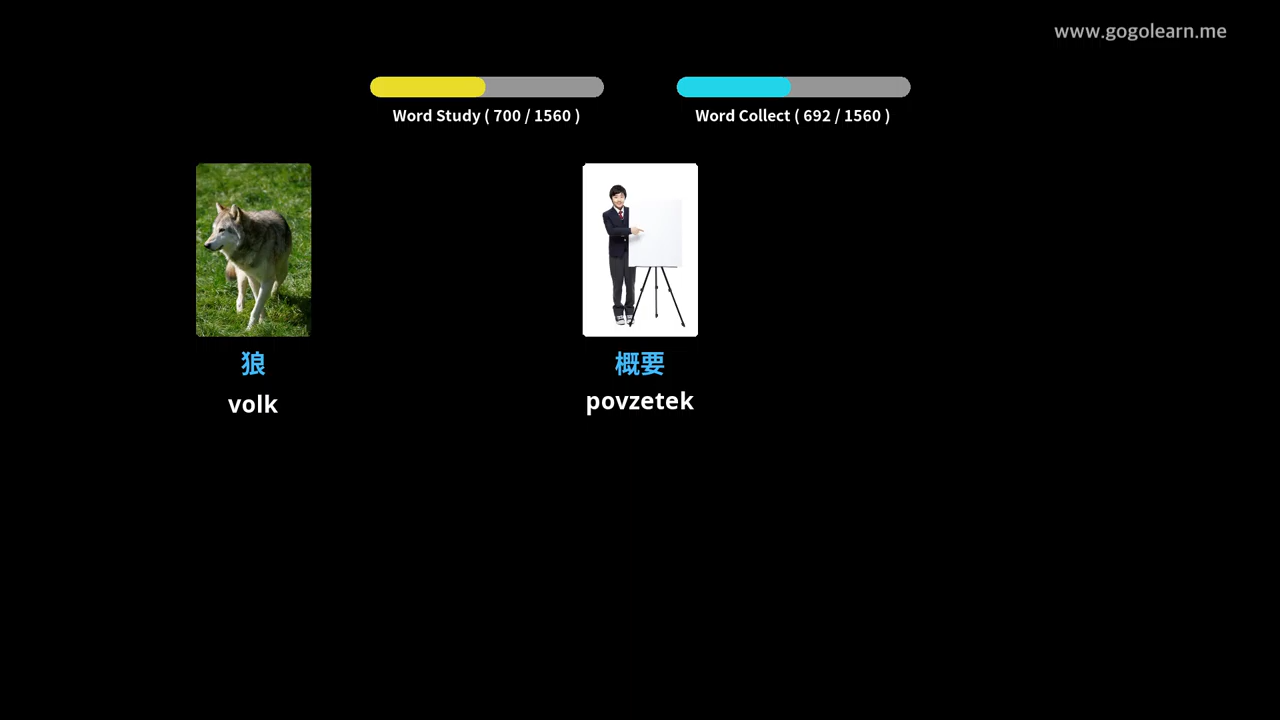 www.gogolearn.me
Word Study ( 700 / 1560 )
Word Collect ( 692 / 1560 )
狼
volk
概要
povzetek